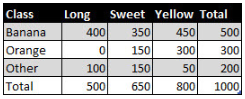 Class Long Sweet Yellow Total
Banana 400 350 450 500
Orange 0 150 300 300
Other 100 150 50 200
Total 500 650 800 1000